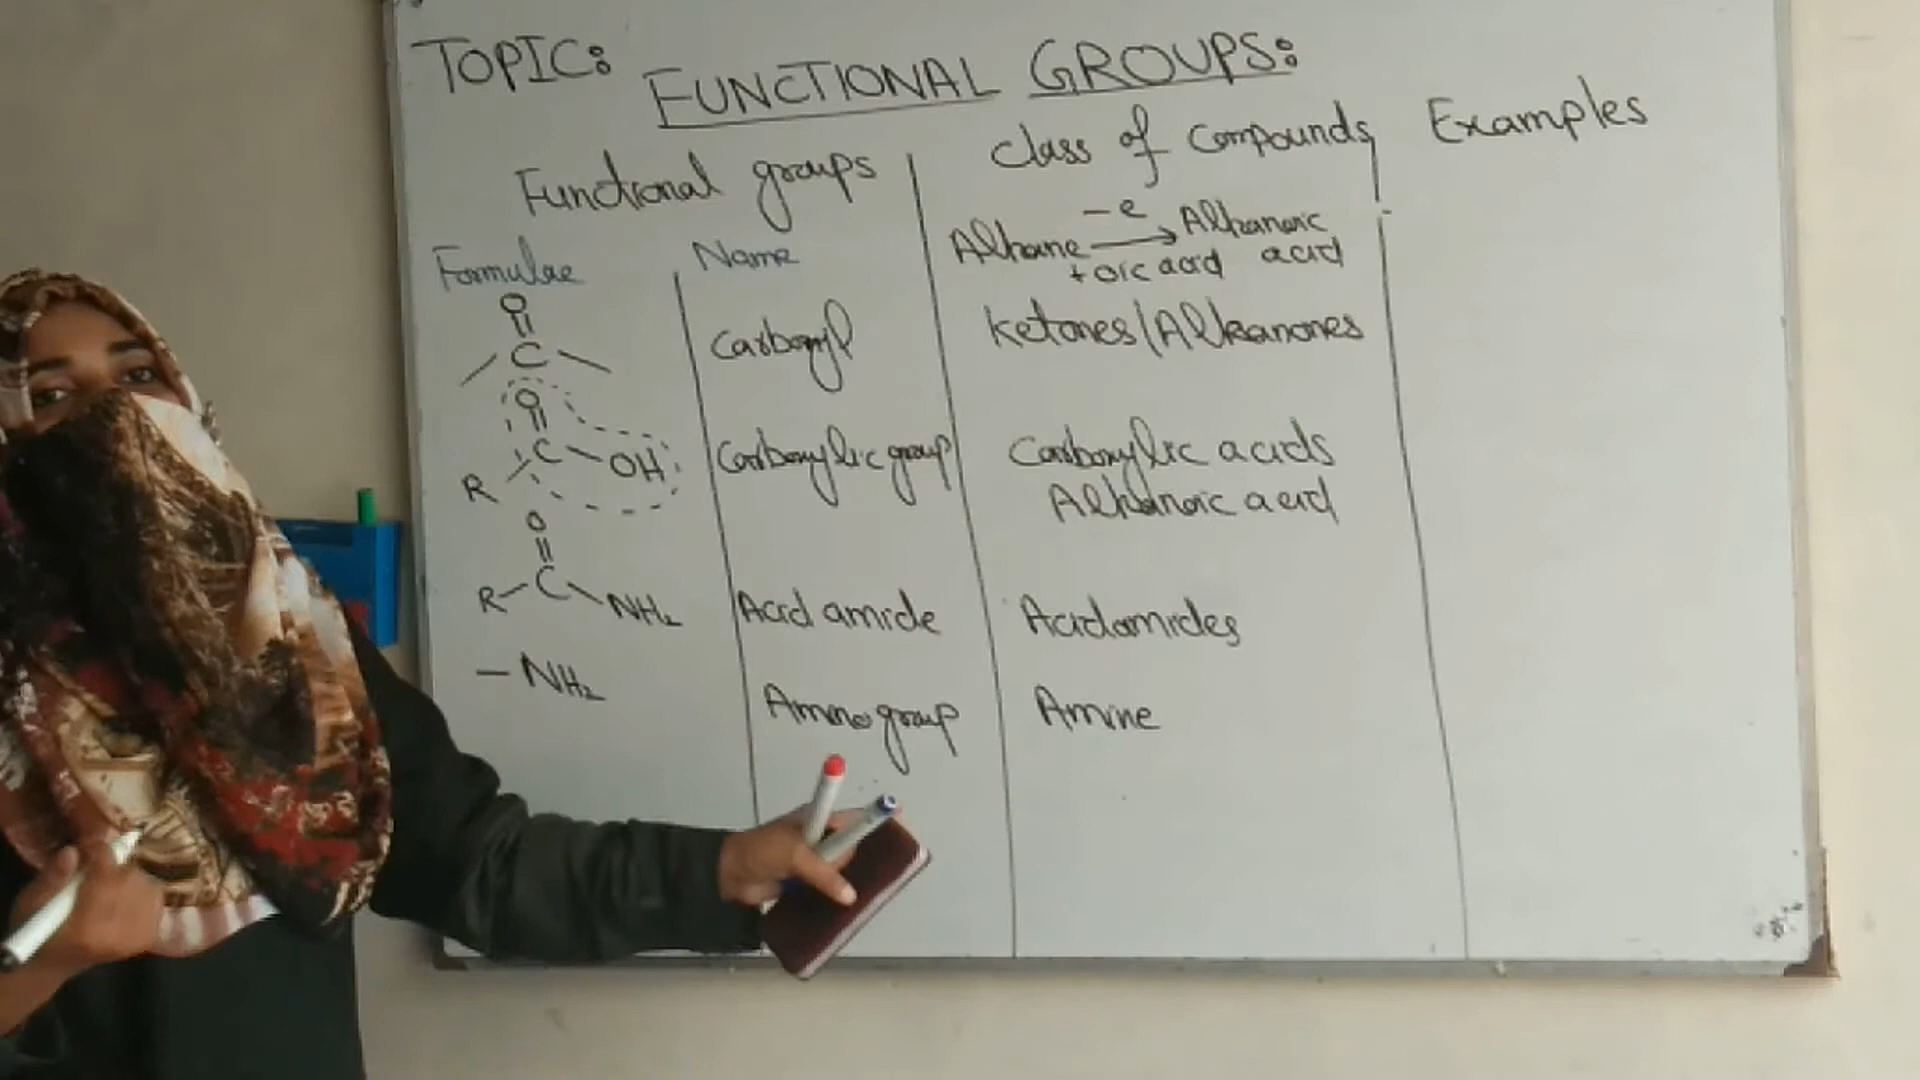 TOPIC:
FUNCTIONAL GROUPS:
Functional groups
Class of Compounds
Examples
Formulae
Name
Alkane -e → Alkanoic acid
+oic acid
O
||
C
Carbonyl
Ketones/Alkanones
O
||
R C OH
Carboxylic group
Carboxylic acids
Alkanoic acid
O
||
R-C-NH₂
Acid amide
Acidamides
-NH₂
Amino group
Amine